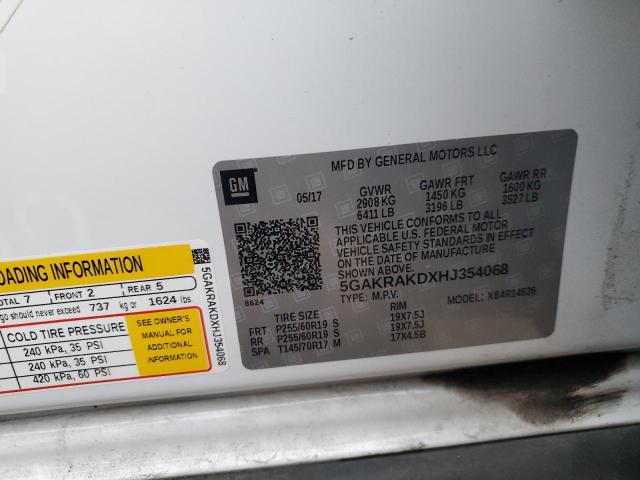 MFD BY GENERAL MOTORS LLC
GM
05/17
GVWR
2908 KG
6411 LB
GAWR FRT
1450 KG
3196 LB
GAWR RR
1600 KG
3527 LB
THIS VEHICLE CONFORMS TO ALL
APPLICABLE U.S. FEDERAL MOTOR
VEHICLE SAFETY STANDARDS IN EFFECT
ON THE DATE OF MANUFACTURE
SHOWN ABOVE.
5GAKRAKDXHJ354068
TYPE: M.P.V. MODEL: X84R14526
8624
TIRE SIZE RIM
FRT P255/60R19 S 19X7.5J
RR P255/60R19 S 19X7.5J
SPA T145/70R17 M 17X4.5B
OADING INFORMATION
OTAL 7 FRONT 2 REAR 5
go should never exceed 737 kg or 1624 lbs
COLD TIRE PRESSURE
240 kPa, 35 PSI
240 kPa, 35 PSI
420 kPa, 60 PSI
SEE OWNER'S
MANUAL FOR
ADDITIONAL
INFORMATION
5GAKRAKDXHJ354068